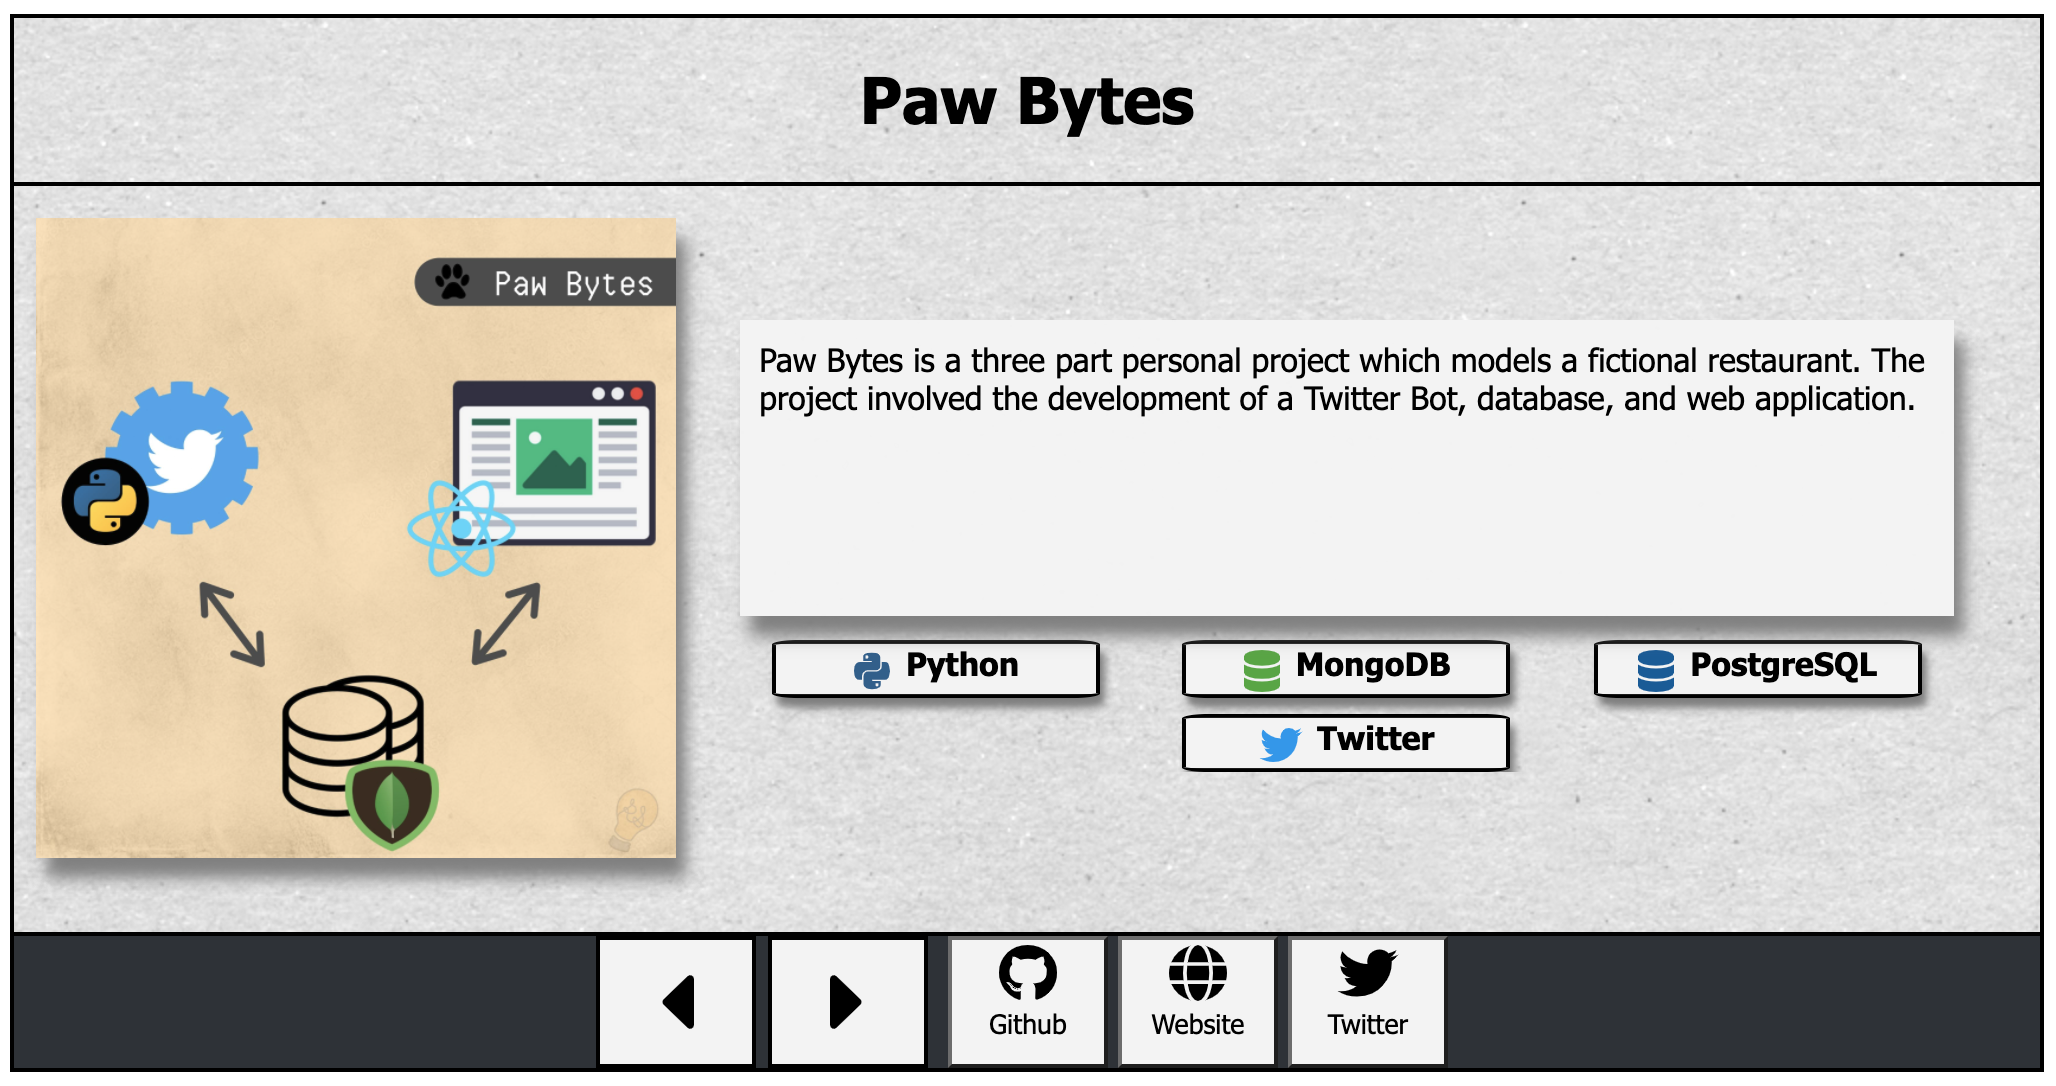 Paw Bytes
Paw Bytes
Paw Bytes is a three part personal project which models a fictional restaurant. The
project involved the development of a Twitter Bot, database, and web application.
Python
MongoDB
PostgreSQL
Twitter
Github
Website
Twitter